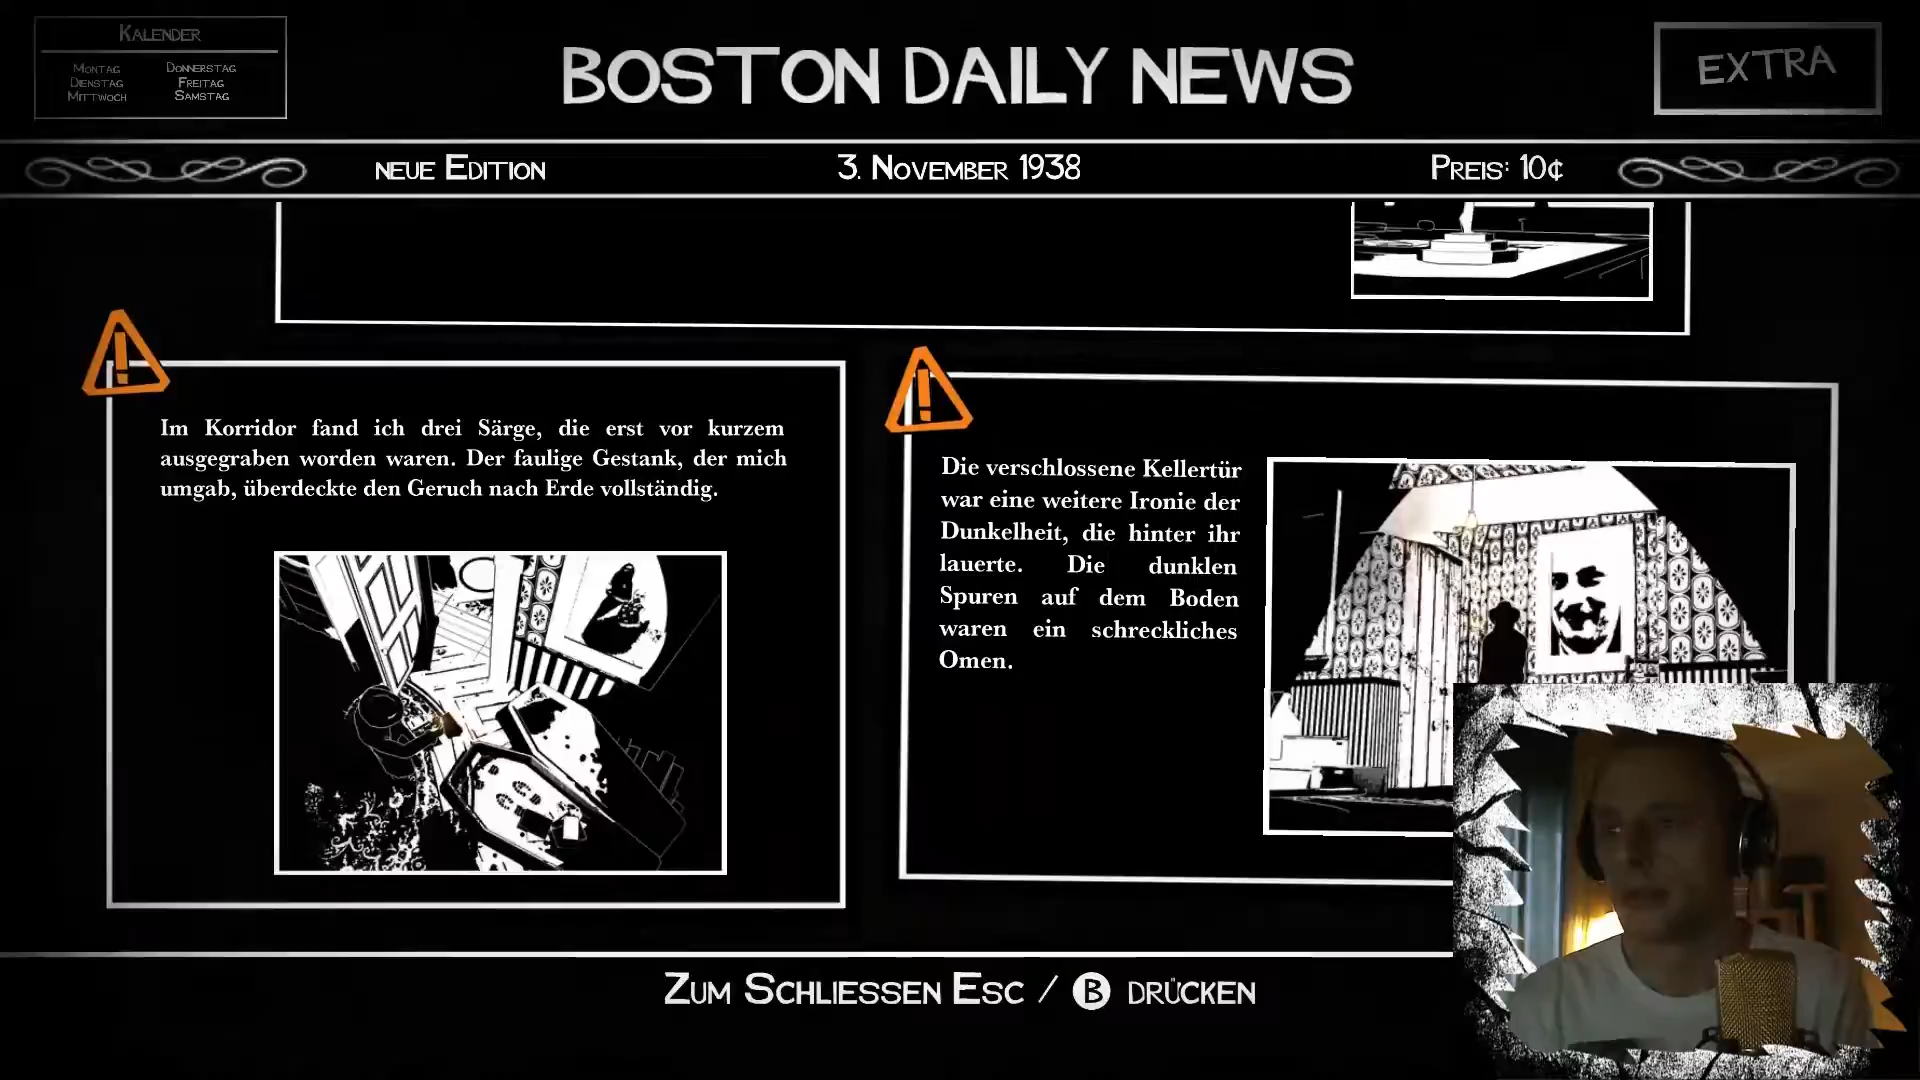 Kalender
Montag
Dienstag
Mittwoch
Donnerstag
Freitag
Samstag
BOSTON DAILY NEWS
EXTRA
neue Edition
3. November 1938
Preis: 10¢
Im Korridor fand ich drei Särge, die erst vor kurzem
ausgegraben worden waren. Der faulige Gestank, der mich
umgab, überdeckte den Geruch nach Erde vollständig.
Die verschlossene Kellertür
war eine weitere Ironie der
Dunkelheit, die hinter ihr
lauerte. Die dunklen
Spuren auf dem Boden
waren ein schreckliches
Omen.
Zum Schliessen Esc / B drücken